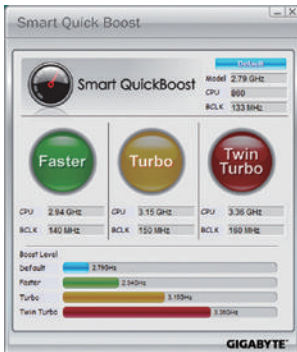 Smart Quick Boost
Default
Smart QuickBoost
Model 2.79 GHz
CPU 860
BCLK 133 MHz
Faster
Turbo
Twin Turbo
CPU 2.94 GHz
CPU 3.15 GHz
CPU 3.36 GHz
BCLK 140 MHz
BCLK 150 MHz
BCLK 160 MHz
Boost Level
Default 2.79GHz
Faster 2.94GHz
Turbo 3.15GHz
Twin Turbo 3.36GHz
GIGABYTE